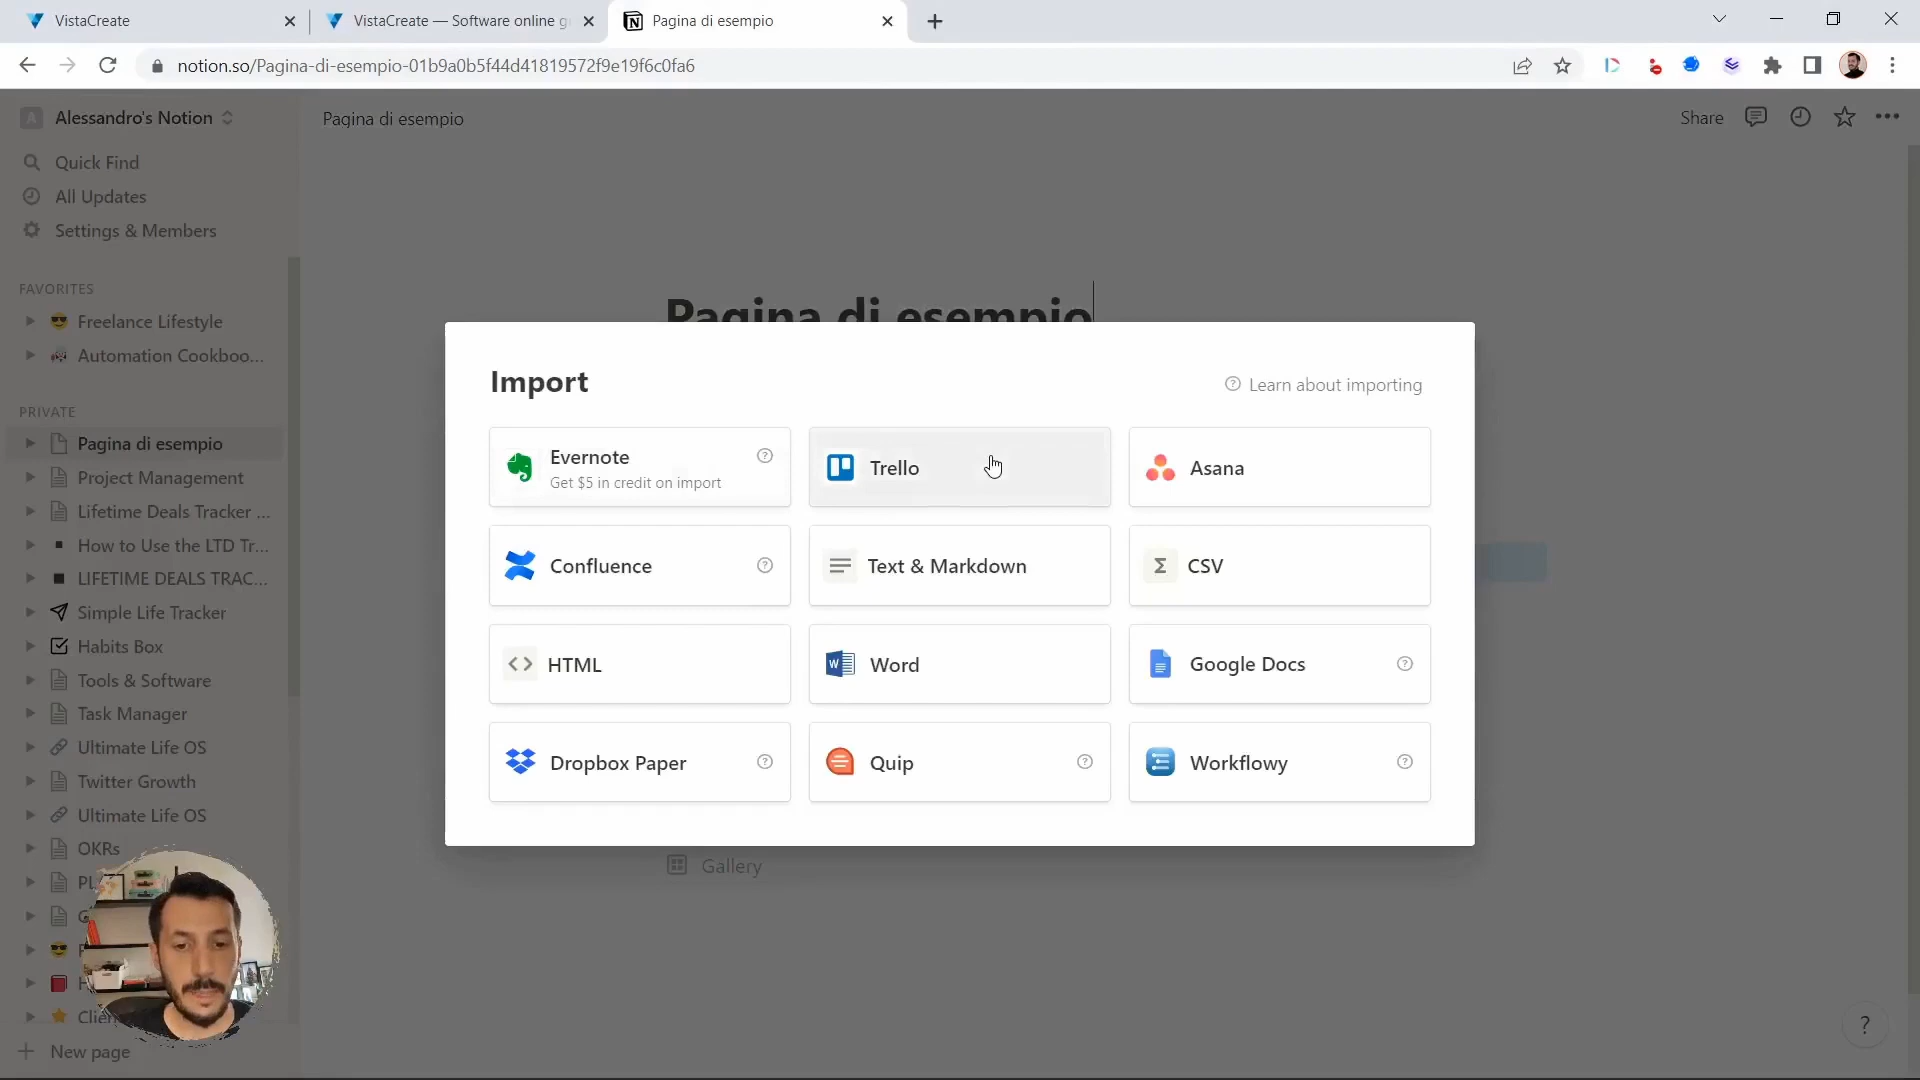 VistaCreate
VistaCreate — Software online g
Pagina di esempio
notion.so/Pagina-di-esempio-01b9a0b5f44d41819572f9e19f6c0fa6
A Alessandro's Notion
Pagina di esempio
Share
Quick Find
All Updates
Settings & Members
FAVORITES
Freelance Lifestyle
Automation Cookboo...
PRIVATE
Pagina di esempio
Project Management
Lifetime Deals Tracker ...
How to Use the LTD Tr...
LIFETIME DEALS TRAC...
Simple Life Tracker
Habits Box
Tools & Software
Task Manager
Ultimate Life OS
Twitter Growth
Ultimate Life OS
OKRs
New page
Pagina di esempio
Import
Learn about importing
Evernote
Get $5 in credit on import
Trello
Asana
Confluence
Text & Markdown
CSV
HTML
Word
Google Docs
Dropbox Paper
Quip
Workflowy
Gallery
?